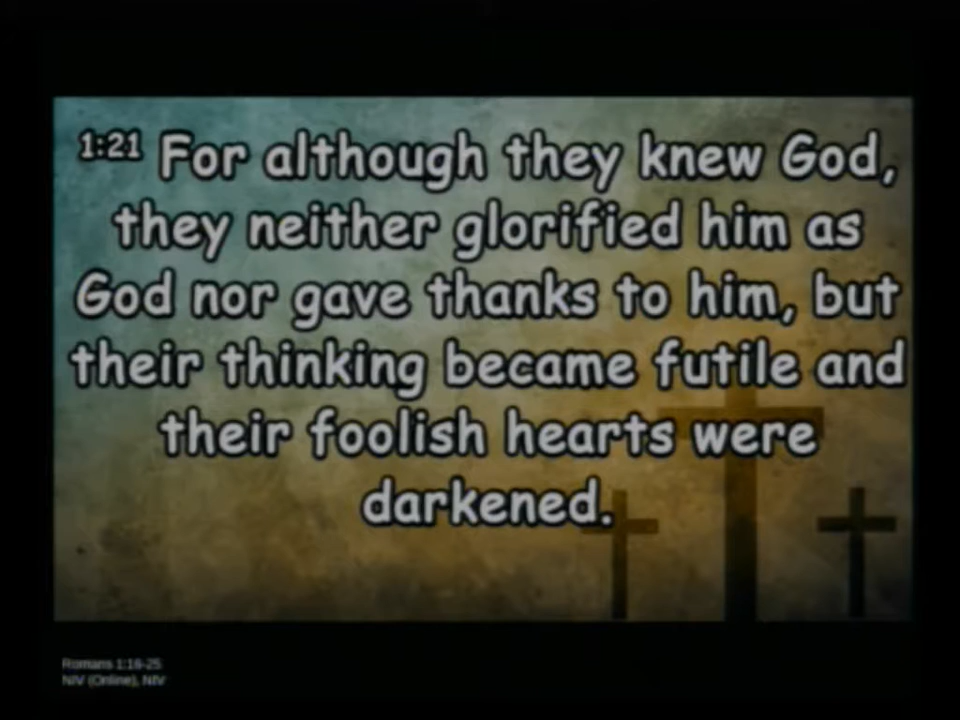 1:21 For although they knew God,
they neither glorified him as
God nor gave thanks to him, but
their thinking became futile and
their foolish hearts were
darkened.
Romans 1:18-25
NIV (Online), NIV